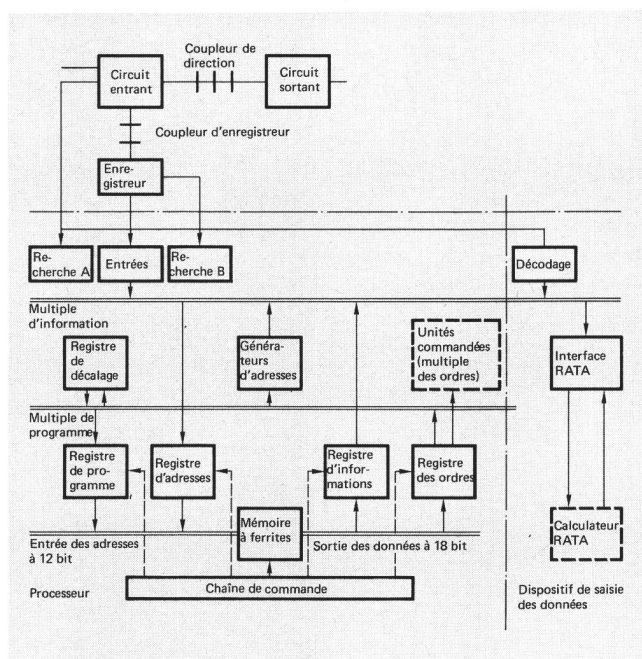 Coupleur de
direction
Circuit
entrant
Circuit
sortant
Coupleur d'enregistreur
Enre-
gistreur
Re-
cherche A
Entrées
Re-
cherche B
Décodage
Multiple
d'information
Registre
de
décalage
Généra-
teurs
d'adresses
Unités
commandées
(multiple
des ordres)
Interface
RATA
Multiple de
programme
Registre
de pro-
gramme
Registre
d'adresses
Registre
d'infor-
mations
Registre
des ordres
Mémoire
à ferrites
Entrée des adresses
à 12 bit
Sortie des données à 18 bit
Calculateur
RATA
Chaîne de commande
Processeur
Dispositif de saisie
des données